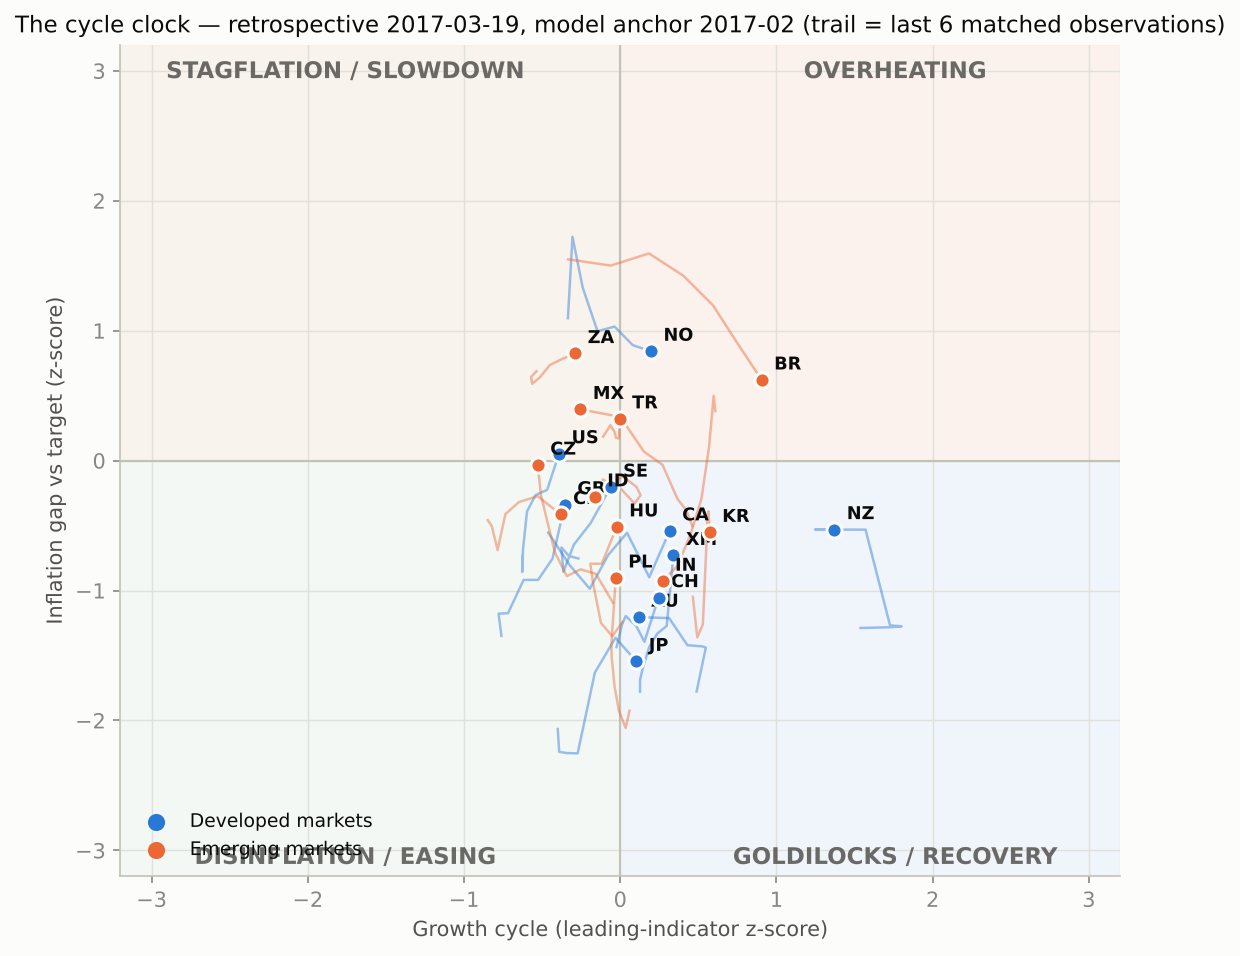 The cycle clock — retrospective 2017-03-19, model anchor 2017-02 (trail = last 6 matched observations)
STAGFLATION / SLOWDOWN
OVERHEATING
3
2
1
0
−1
−2
−3
Inflation gap vs target (z-score)
ZA
NO
BR
MX
TR
US
CZ
SE
ID
GB
HU
CA
KR
NZ
PL
IN
CH
JP
Developed markets
Emerging markets
DISINFLATION / EASING
GOLDILOCKS / RECOVERY
−3
−2
−1
0
1
2
3
Growth cycle (leading-indicator z-score)